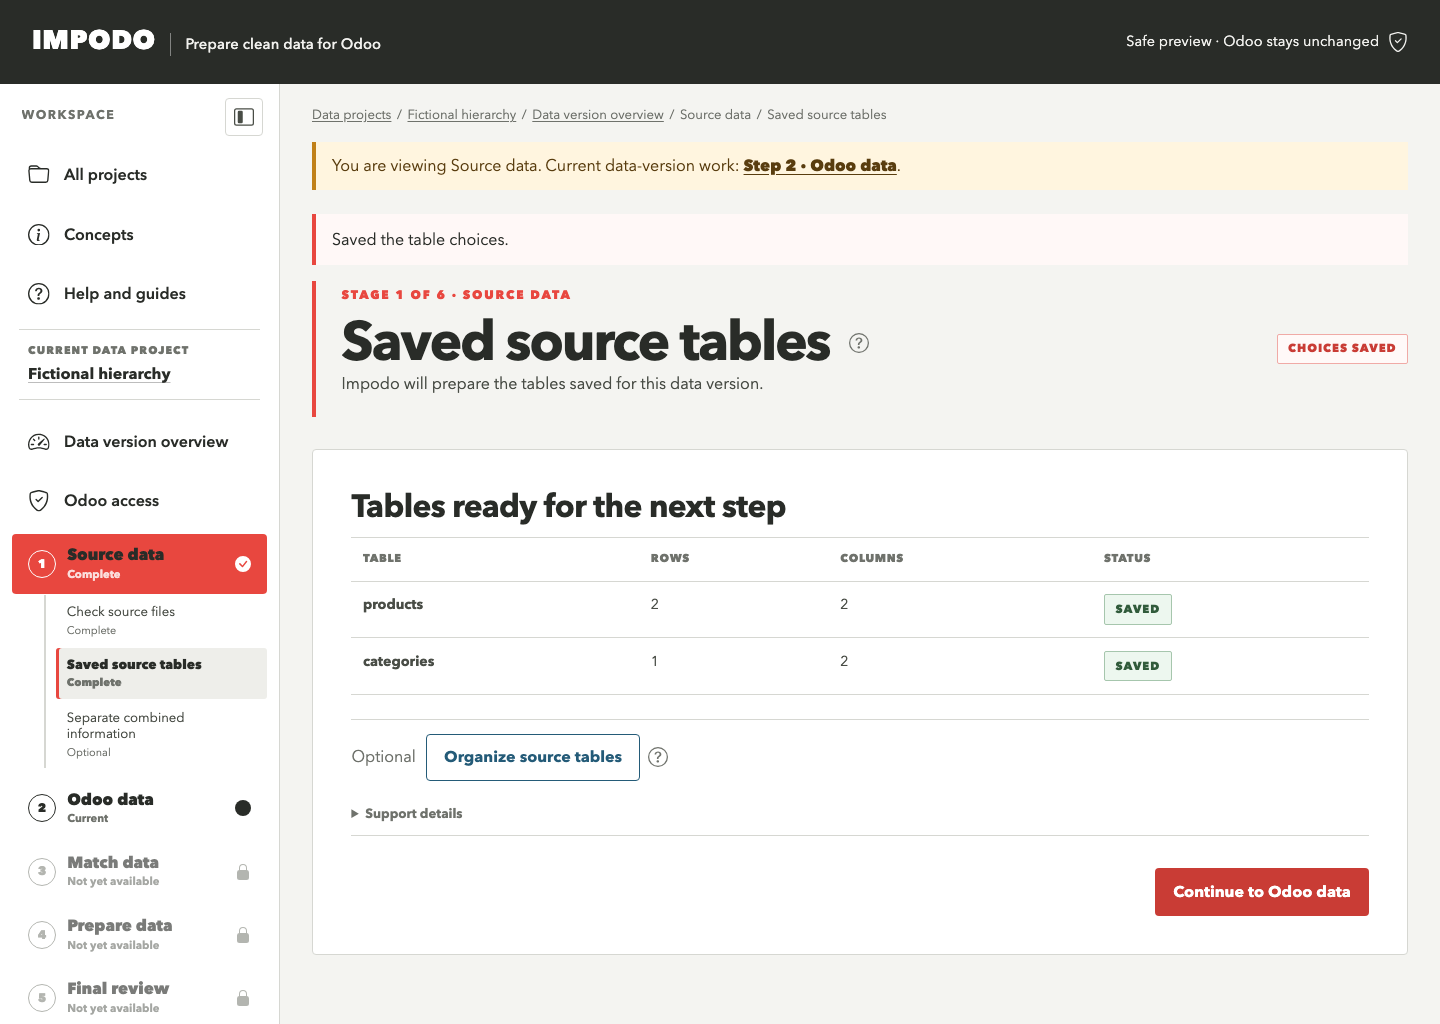 IMPODO
Prepare clean data for Odoo
Safe preview · Odoo stays unchanged
WORKSPACE
All projects
Concepts
Help and guides
CURRENT DATA PROJECT
Fictional hierarchy
Data version overview
Odoo access
1
Source data
Complete
Check source files
Complete
Saved source tables
Complete
Separate combined
information
Optional
2
Odoo data
Current
3
Match data
Not yet available
4
Prepare data
Not yet available
5
Final review
Not yet available
Data projects / Fictional hierarchy / Data version overview / Source data / Saved source tables
You are viewing Source data. Current data-version work: Step 2 · Odoo data.
Saved the table choices.
STAGE 1 OF 6 · SOURCE DATA
Saved source tables ?
CHOICES SAVED
Impodo will prepare the tables saved for this data version.
Tables ready for the next step
TABLE ROWS COLUMNS STATUS
products 2 2 SAVED
categories 1 2 SAVED
Optional Organize source tables ?
Support details
Continue to Odoo data